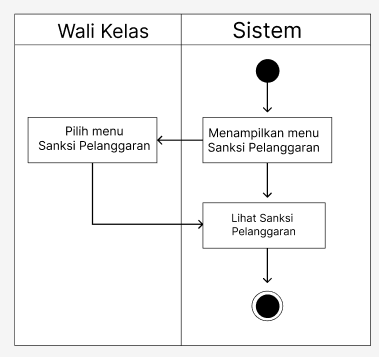 Wali Kelas
Sistem
Menampilkan menu
Sanksi Pelanggaran
Pilih menu
Sanksi Pelanggaran
Lihat Sanksi
Pelanggaran